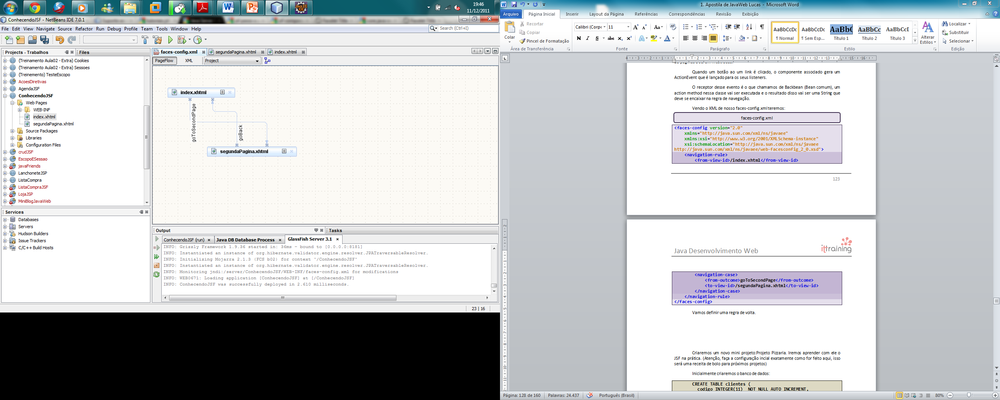 19:46
11/12/2011
ConhecendoJSF - NetBeans IDE 7.0.1
File Edit View Navigate Source Refactor Run Debug Profile Team Tools Window Help
Search (Ctrl+I)
Projects - Trabalhos
Files
(Treinamento Aula02 - Extra) Cookies
(Treinamento Aula02 - Extra) Sessoes
(Treinemento) TesteEscopo
AcoesDiretivas
AgendaJSF
ConhecendoJSF
Web Pages
WEB-INF
index.xhtml
segundaPagina.xhtml
Source Packages
Libraries
Configuration Files
crudJSF
EscopoESessao
javaFriends
LanchoneteJSP
ListaCompra
ListaCompraJSF
LojaJSP
MiniBlogJavaWeb
Services
Databases
Servers
Hudson Builders
Issue Trackers
C/C++ Build Hosts
faces-config.xml segundaPagina.xhtml index.xhtml
PageFlow XML Project
index.xhtml
goToSecondPage
goBack
segundaPagina.xhtml
Output
Tasks
ConhecendoJSF (run) Java DB Database Process GlassFish Server 3.1
INFO: Grizzly Framework 1.9.36 started in: 36ms - bound to [0.0.0.0:8181]
INFO: Instantiated an instance of org.hibernate.validator.engine.resolver.JPATraversableResolver.
INFO: Initializing Mojarra 2.1.3 (FCS b02) for context '/ConhecendoJSF'
INFO: Instantiated an instance of org.hibernate.validator.engine.resolver.JPATraversableResolver.
INFO: Monitoring jndi:/server/ConhecendoJSF/WEB-INF/faces-config.xml for modifications
INFO: WEB0671: Loading application [ConhecendoJSF] at [/ConhecendoJSF]
INFO: ConhecendoJSF was successfully deployed in 2.610 milliseconds.
23 | 16
1. Apostila de JavaWeb Lucas - Microsoft Word
Arquivo Página Inicial Inserir Layout da Página Referências Correspondências Revisão Exibição
Colar
Recortar
Copiar
Pincel de Formatação
Área de Transferência
Calibri (Corpo 11
Fonte
Parágrafo
AaBbCcDc AaBbCcDc AaBbC AaBbCc AaBbCcI
¶ Normal ¶ Sem Esp... Título 1 Título 2 Título 3
Alterar Estilos
Estilo
Localizar
Substituir
Selecionar
Edição
Quando um botão ao um link é clicado, o componente associado gera um
ActionEvent que é lançado para os seus listeners.
O receptor desse evento é o que chamamos de Backbean (Bean comum), um
action method nessa classe vai ser executada e o resultado disso vai ser uma String que
deve se encaixar na regra de navegação.
Vendo o XML de nosso faces-config.xml teremos:
faces-config.xml
<faces-config version="2.0"
xmlns="http://java.sun.com/xml/ns/javaee"
xmlns:xsi="http://www.w3.org/2001/XMLSchema-instance"
xsi:schemaLocation="http://java.sun.com/xml/ns/javaee
http://java.sun.com/xml/ns/javaee/web-facesconfig_2_0.xsd">
<navigation-rule>
<from-view-id>/index.xhtml</from-view-id>
123
Java Desenvolvimento Web
ittraining
<navigation-case>
<from-outcome>goToSecondPage</from-outcome>
<to-view-id>/segundaPagina.xhtml</to-view-id>
</navigation-case>
</navigation-rule>
</faces-config>
Vamos definir uma regra de volta.
Criaremos um novo mini projeto:Projeto Pizzaria. Iremos aprender com ele o
JSF na prática. (Atenção, faça a configuração incial exatamente como for feito aqui, isso
será uma receita de bolo para próximos projetos)
Inicialmente criaremos o banco de dados:
CREATE TABLE clientes (
codigo INTEGER(11) NOT NULL AUTO_INCREMENT,
Página: 128 de 160 Palavras: 24.437 Português (Brasil) 80%